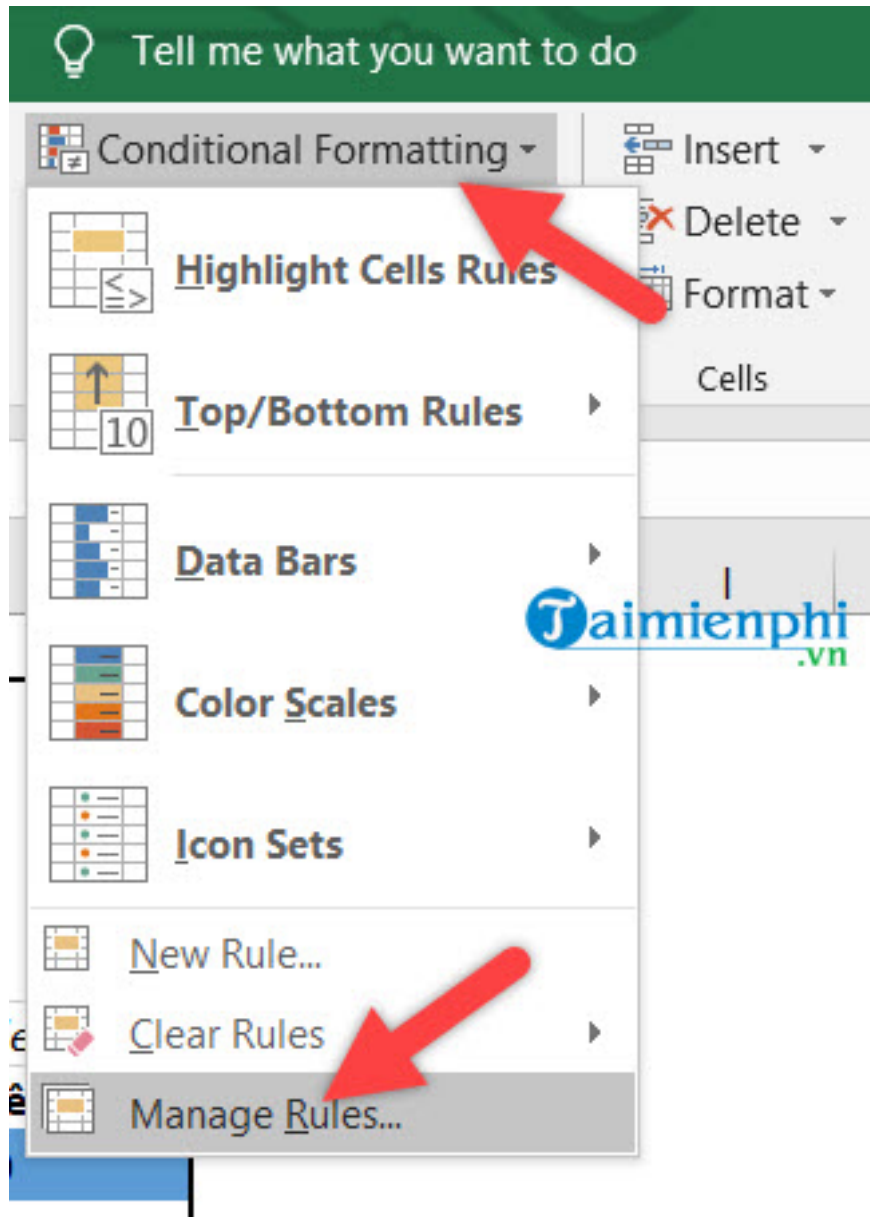 Tell me what you want to do
Conditional Formatting
Insert
Delete
Format
Cells
Highlight Cells Rules
Top/Bottom Rules
10
Data Bars
Color Scales
Icon Sets
New Rule...
Clear Rules
Manage Rules...
I
Taimienphi
.vn
ê